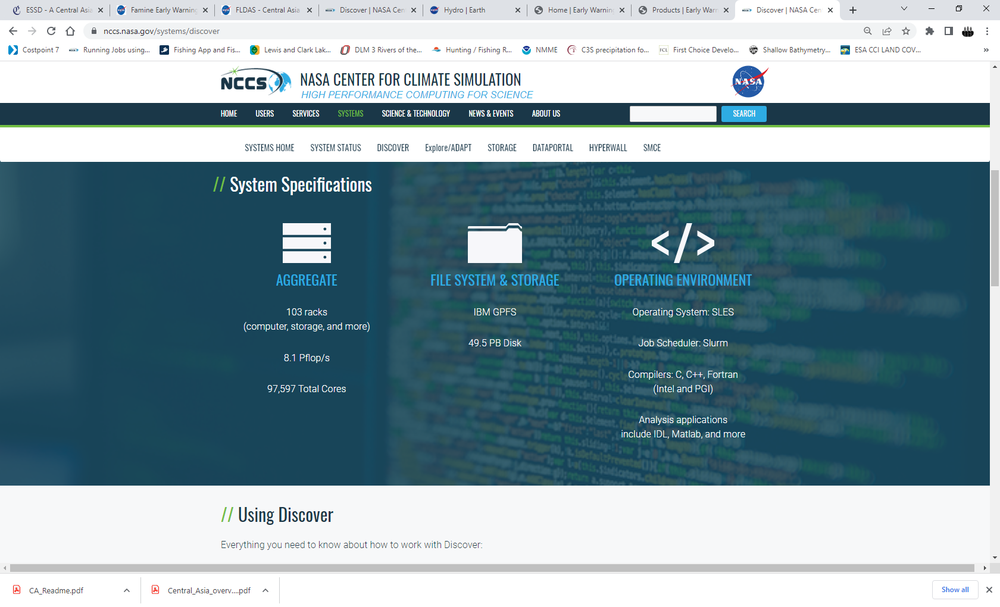 ESSD - A Central Asia
Famine Early Warning
FLDAS - Central Asia
Discover | NASA Cen
Hydro | Earth
Home | Early Warning
Products | Early Warn
Discover | NASA Cen
nccs.nasa.gov/systems/discover
Costpoint 7
Running Jobs using...
Fishing App and Fis...
Lewis and Clark Lak...
DLM 3 Rivers of the...
Hunting / Fishing R...
NMME
C3S precipitation fo...
FCL
First Choice Develo...
Shallow Bathymetry...
ESA CCI LAND COV...
»
NCCS
NASA CENTER FOR CLIMATE SIMULATION
HIGH PERFORMANCE COMPUTING FOR SCIENCE
NASA
HOME USERS SERVICES SYSTEMS SCIENCE & TECHNOLOGY NEWS & EVENTS ABOUT US
SEARCH
SYSTEMS HOME SYSTEM STATUS DISCOVER Explore/ADAPT STORAGE DATAPORTAL HYPERWALL SMCE
// System Specifications
AGGREGATE
103 racks
(computer, storage, and more)
8.1 Pflop/s
97,597 Total Cores
FILE SYSTEM & STORAGE
IBM GPFS
49.5 PB Disk
</>
OPERATING ENVIRONMENT
Operating System: SLES
Job Scheduler: Slurm
Compilers: C, C++, Fortran
(Intel and PGI)
Analysis applications
include IDL, Matlab, and more
// Using Discover
Everything you need to know about how to work with Discover:
CA_Readme.pdf
Central_Asia_overv....pdf
Show all